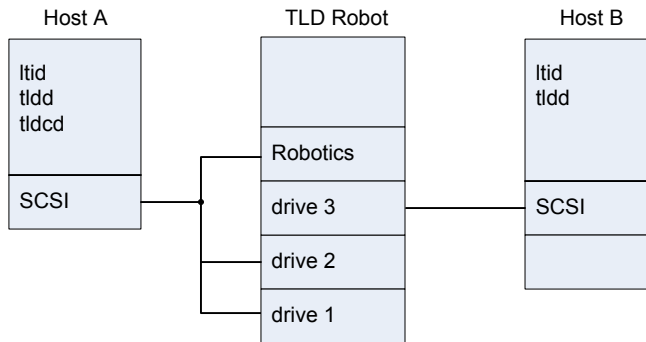 Host A
TLD Robot
Host B
ltid
tldd
tldcd
SCSI
Robotics
drive 3
drive 2
drive 1
ltid
tldd
SCSI